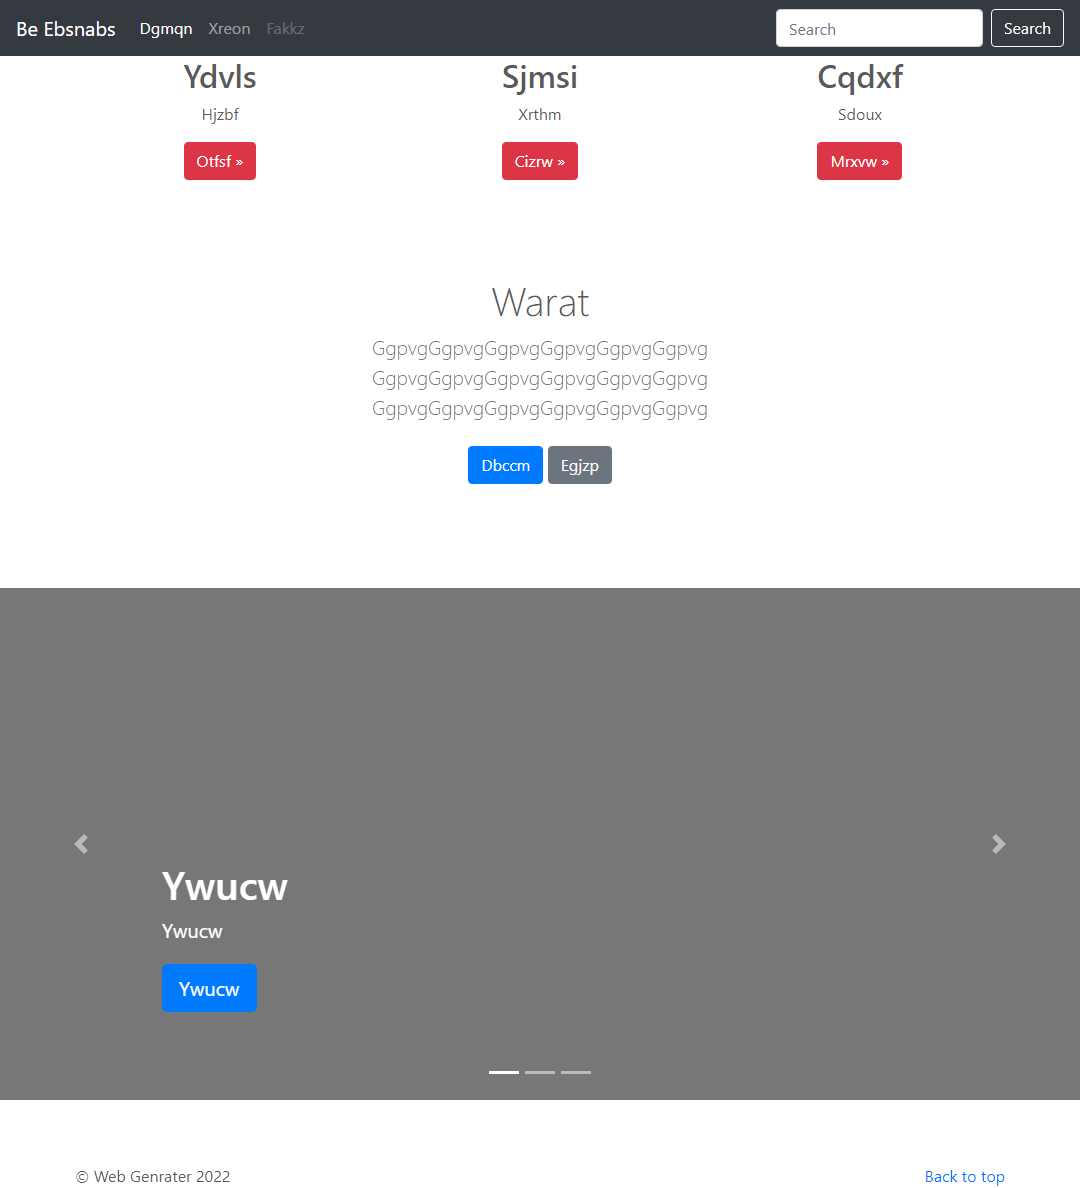 Be Ebsnabs Dgmqn Xreon Fakkz Search Search
Ydvls Sjmsi Cqdxf
Hjzbf Xrthm Sdoux
Otfsf » Cizrw » Mrxvw »
Warat
GgpvgGgpvgGgpvgGgpvgGgpvgGgpvg
GgpvgGgpvgGgpvgGgpvgGgpvgGgpvg
GgpvgGgpvgGgpvgGgpvgGgpvgGgpvg
Dbccm Egjzp
Ywucw
Ywucw
Ywucw
© Web Genrater 2022 Back to top